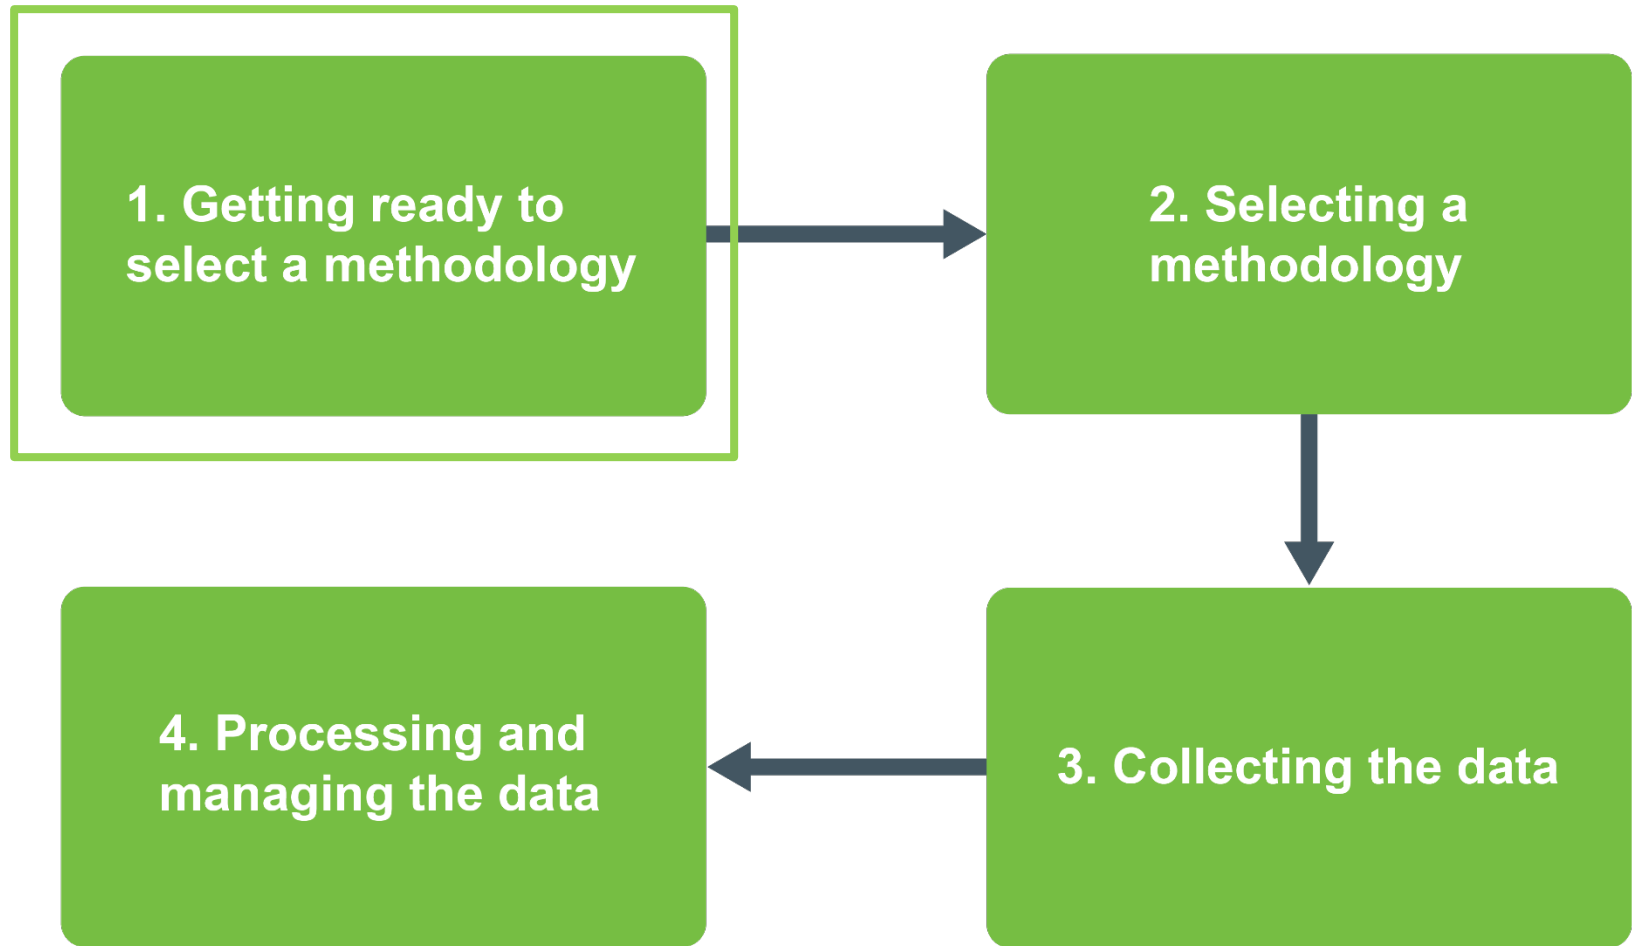 1. Getting ready to
select a methodology
2. Selecting a
methodology
3. Collecting the data
4. Processing and
managing the data